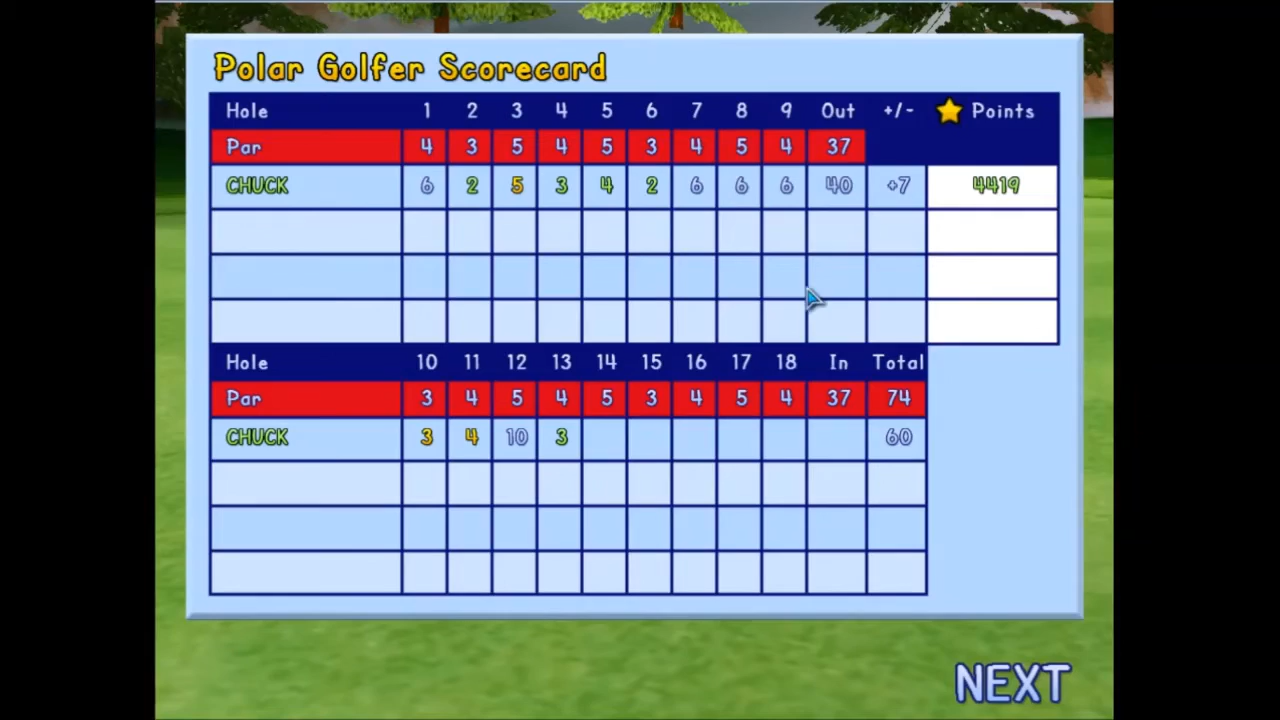 Polar Golfer Scorecard
Hole 1 2 3 4 5 6 7 8 9 Out +/- Points
Par 4 3 5 4 5 3 4 5 4 37
CHUCK 6 2 5 3 4 2 6 6 6 40 +7 4419
Hole 10 11 12 13 14 15 16 17 18 In Total
Par 3 4 5 4 5 3 4 5 4 37 74
CHUCK 3 4 10 3 60
NEXT